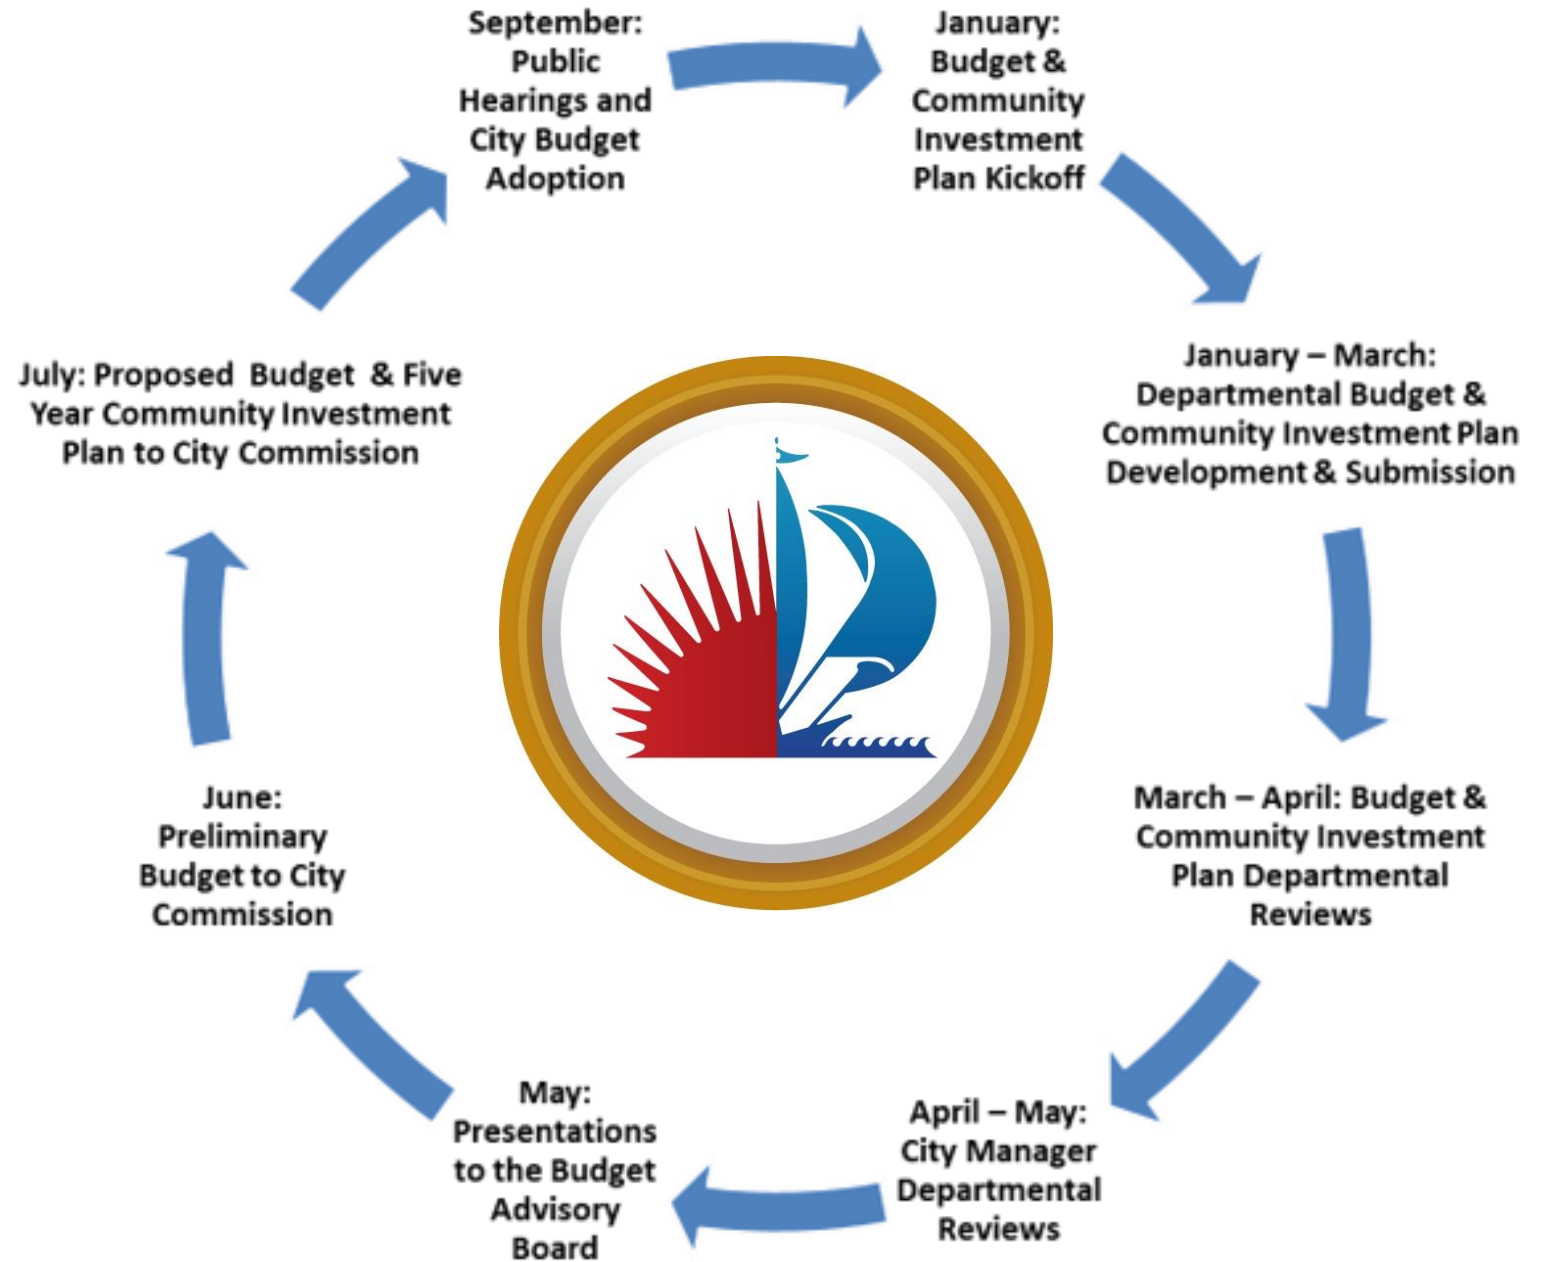 September:
Public
Hearings and
City Budget
Adoption
January:
Budget &
Community
Investment
Plan Kickoff
January – March:
Departmental Budget &
Community Investment Plan
Development & Submission
March – April: Budget &
Community Investment
Plan Departmental
Reviews
April – May:
City Manager
Departmental
Reviews
May:
Presentations
to the Budget
Advisory
Board
June:
Preliminary
Budget to City
Commission
July: Proposed Budget & Five
Year Community Investment
Plan to City Commission